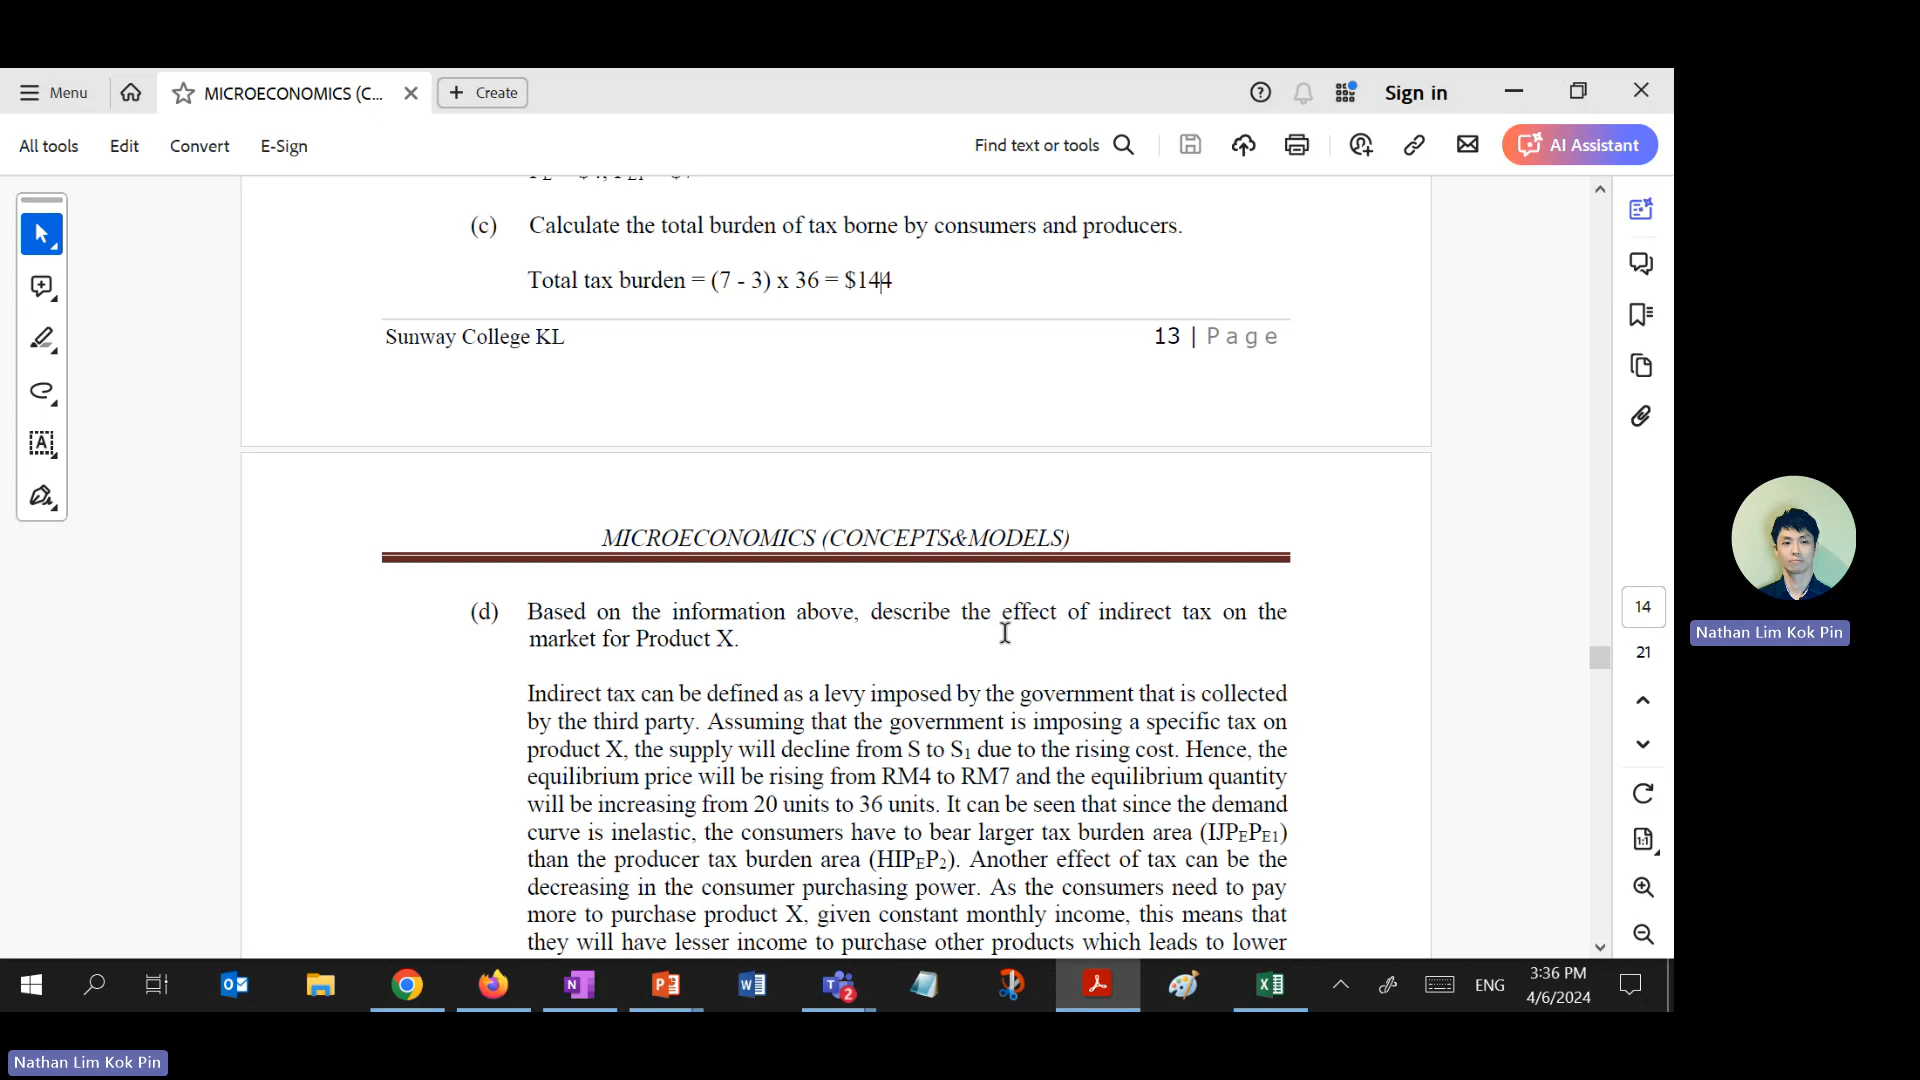 Menu
MICROECONOMICS (C...
Create
Sign in
All tools
Edit
Convert
E-Sign
Find text or tools
AI Assistant
(c) Calculate the total burden of tax borne by consumers and producers.
Total tax burden = (7 - 3) x 36 = $144
Sunway College KL
13 | Page
MICROECONOMICS (CONCEPTS&MODELS)
(d) Based on the information above, describe the effect of indirect tax on the
market for Product X.
Indirect tax can be defined as a levy imposed by the government that is collected
by the third party. Assuming that the government is imposing a specific tax on
product X, the supply will decline from S to S1 due to the rising cost. Hence, the
equilibrium price will be rising from RM4 to RM7 and the equilibrium quantity
will be increasing from 20 units to 36 units. It can be seen that since the demand
curve is inelastic, the consumers have to bear larger tax burden area (IJPEPE1)
than the producer tax burden area (HIPEP2). Another effect of tax can be the
decreasing in the consumer purchasing power. As the consumers need to pay
more to purchase product X, given constant monthly income, this means that
they will have lesser income to purchase other products which leads to lower
14
21
1:1
Nathan Lim Kok Pin
2
ENG
3:36 PM
4/6/2024
Nathan Lim Kok Pin